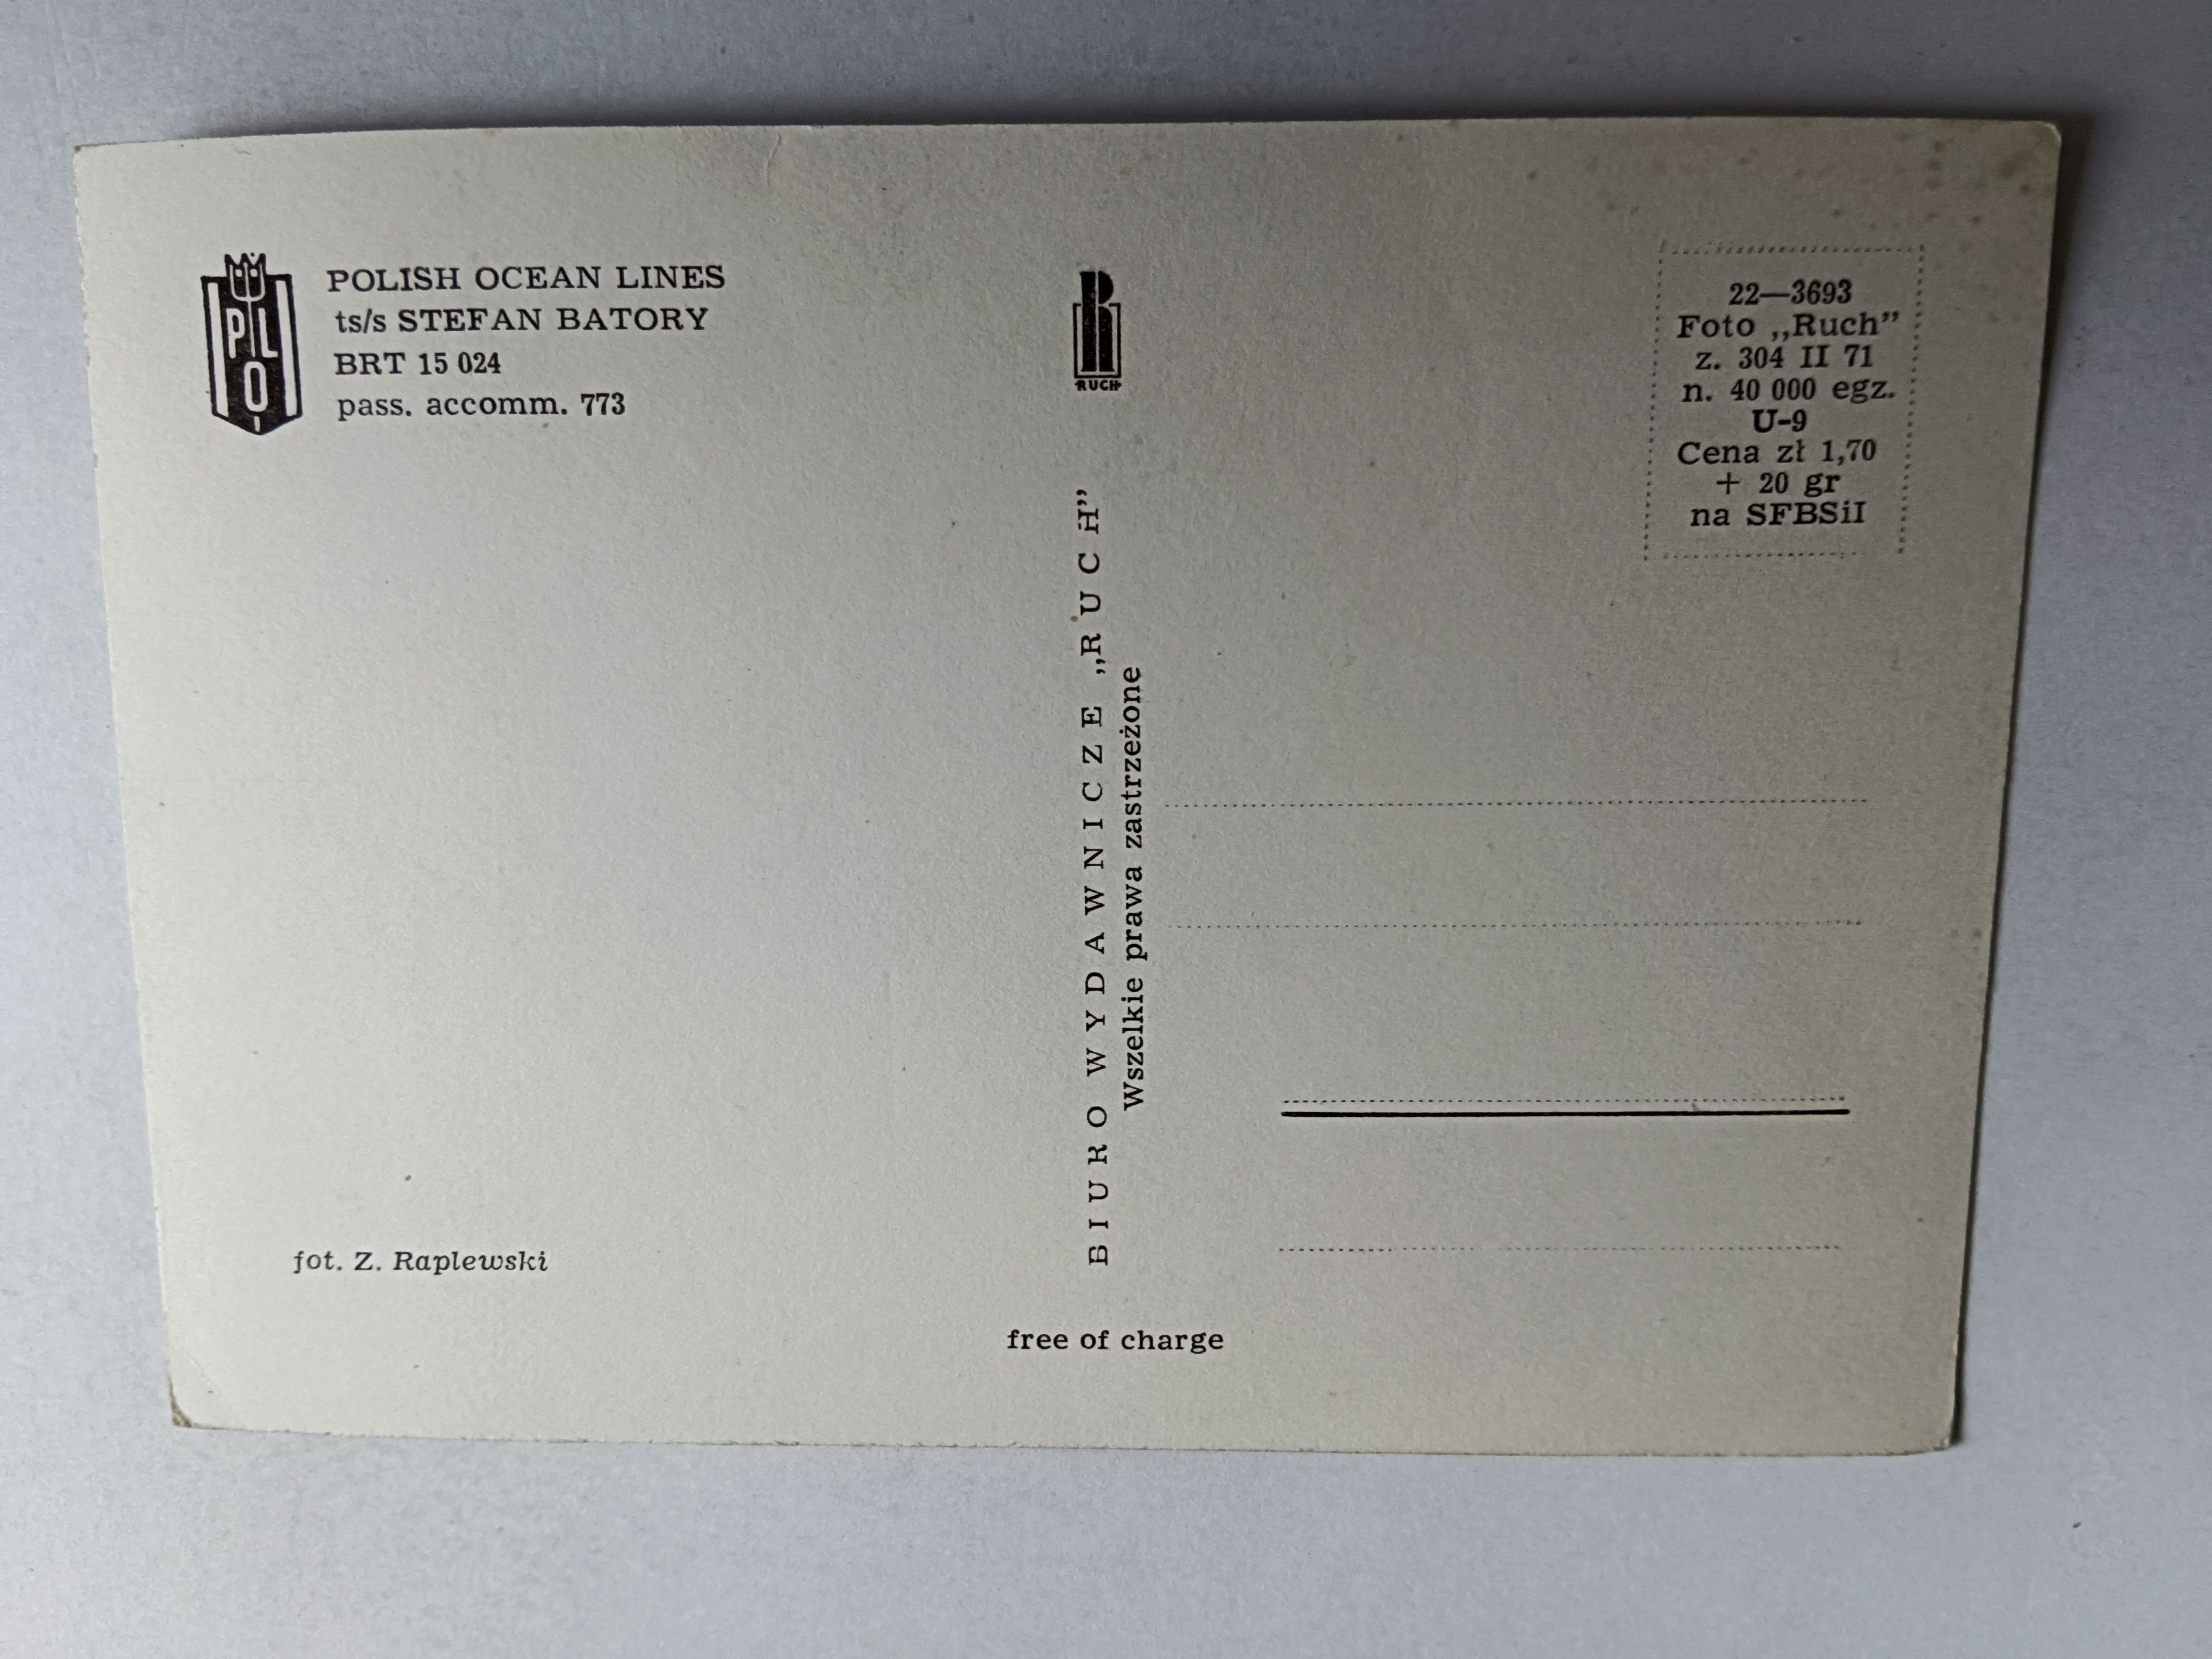 PLO
POLISH OCEAN LINES
ts/s STEFAN BATORY
BRT 15 024
pass. accomm. 773
fot. Z. Raplewski
RUCH
BIURO WYDAWNICZE „RUCH”
Wszelkie prawa zastrzeżone
free of charge
22—3693
Foto „Ruch”
z. 304 II 71
n. 40 000 egz.
U-9
Cena zł 1,70
+ 20 gr
na SFBSiI